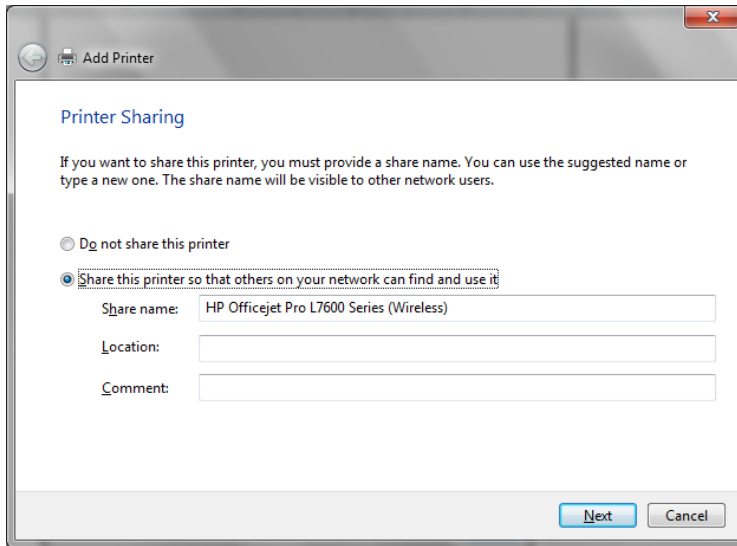 Add Printer
Printer Sharing
If you want to share this printer, you must provide a share name. You can use the suggested name or
type a new one. The share name will be visible to other network users.
Do not share this printer
Share this printer so that others on your network can find and use it
Share name: HP Officejet Pro L7600 Series (Wireless)
Location:
Comment:
Next Cancel